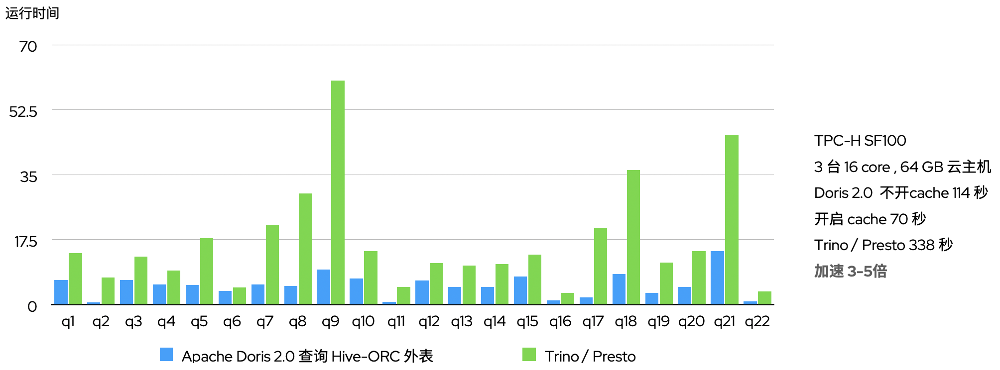 运行时间
70
52.5
35
17.5
0
q1 q2 q3 q4 q5 q6 q7 q8 q9 q10 q11 q12 q13 q14 q15 q16 q17 q18 q19 q20 q21 q22
Apache Doris 2.0 查询 Hive-ORC 外表
Trino / Presto
TPC-H SF100
3 台 16 core , 64 GB 云主机
Doris 2.0 不开cache 114 秒
开启 cache 70 秒
Trino / Presto 338 秒
加速 3-5倍